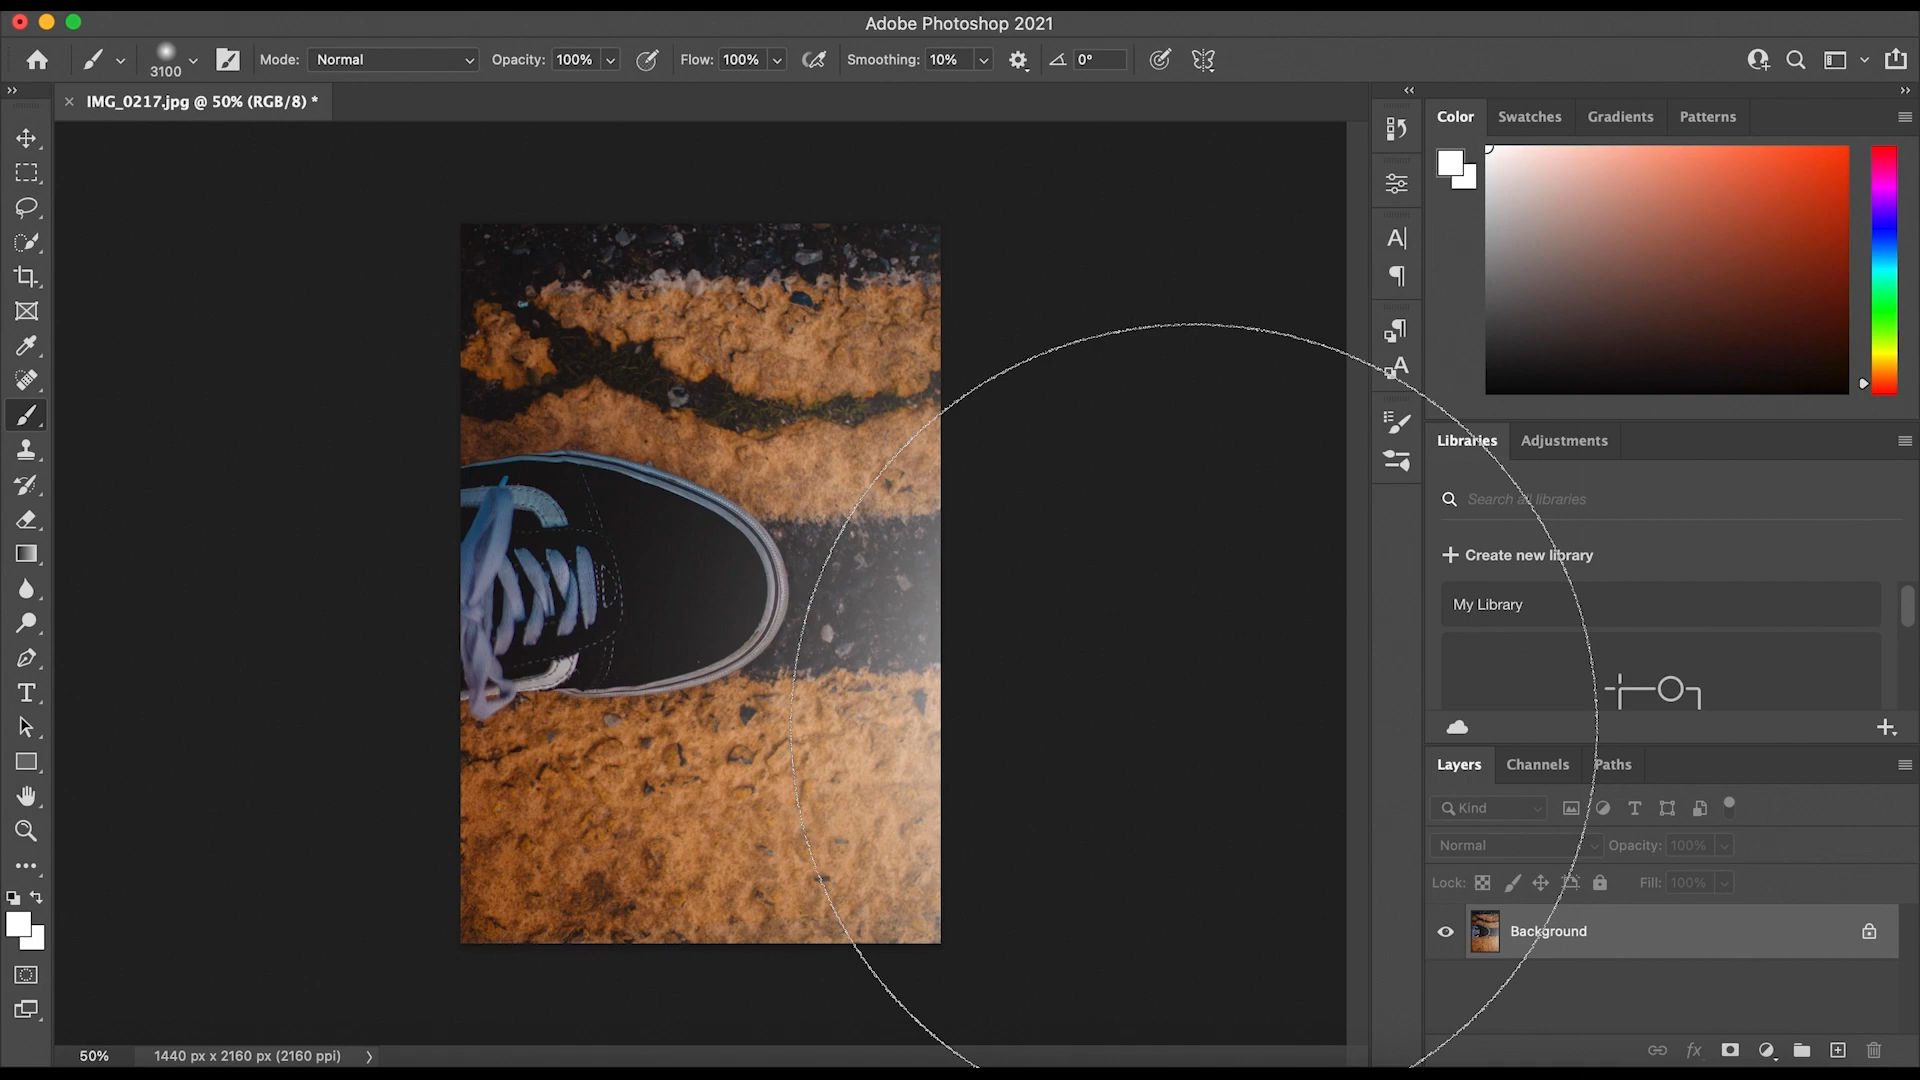 Adobe Photoshop 2021
3100
Mode: Normal
Opacity: 100%
Flow: 100%
Smoothing: 10%
0°
IMG_0217.jpg @ 50% (RGB/8) *
Color Swatches Gradients Patterns
Libraries Adjustments
Search all libraries
Create new library
My Library
Layers Channels Paths
Kind
Normal Opacity: 100%
Lock: Fill: 100%
Background
50% 1440 px x 2160 px (2160 ppi)